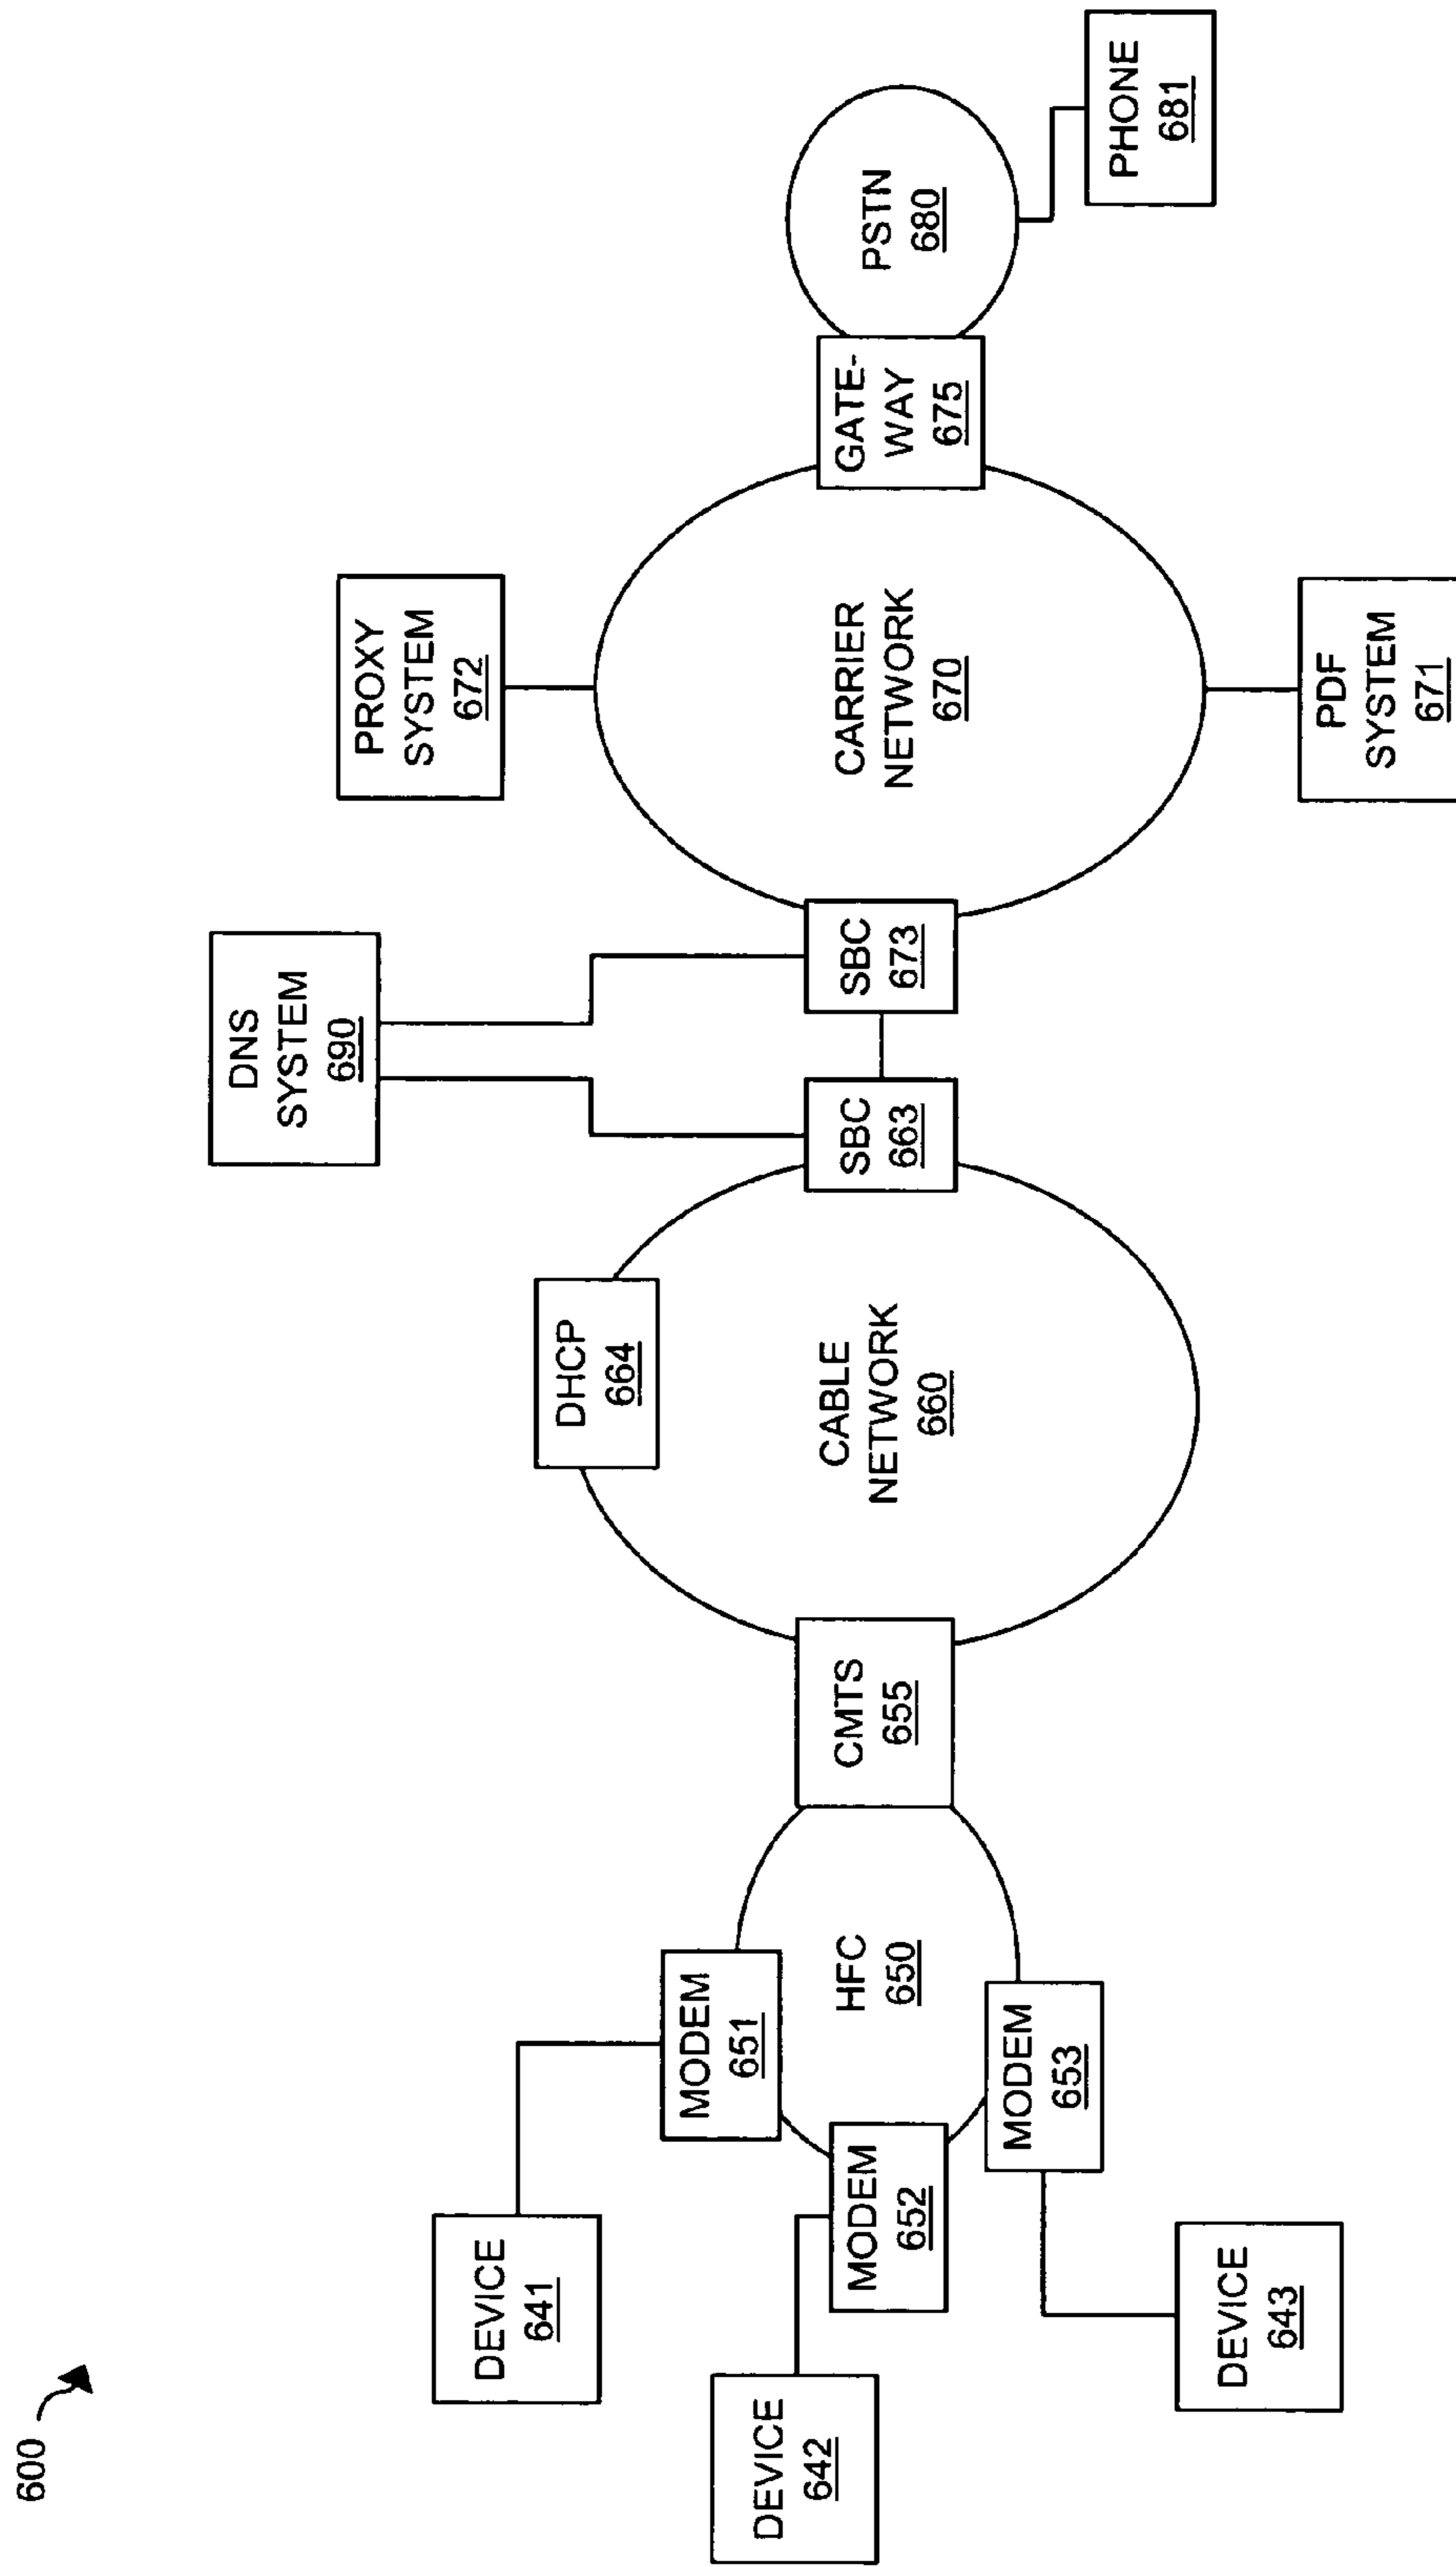 600
DEVICE
641
DEVICE
642
DEVICE
643
MODEM
651
MODEM
652
MODEM
653
HFC
650
CMTS
655
DHCP
664
CABLE
NETWORK
660
SBC
663
SBC
673
DNS
SYSTEM
690
PROXY
SYSTEM
672
CARRIER
NETWORK
670
PDF
SYSTEM
671
GATE-
WAY
675
PSTN
680
PHONE
681